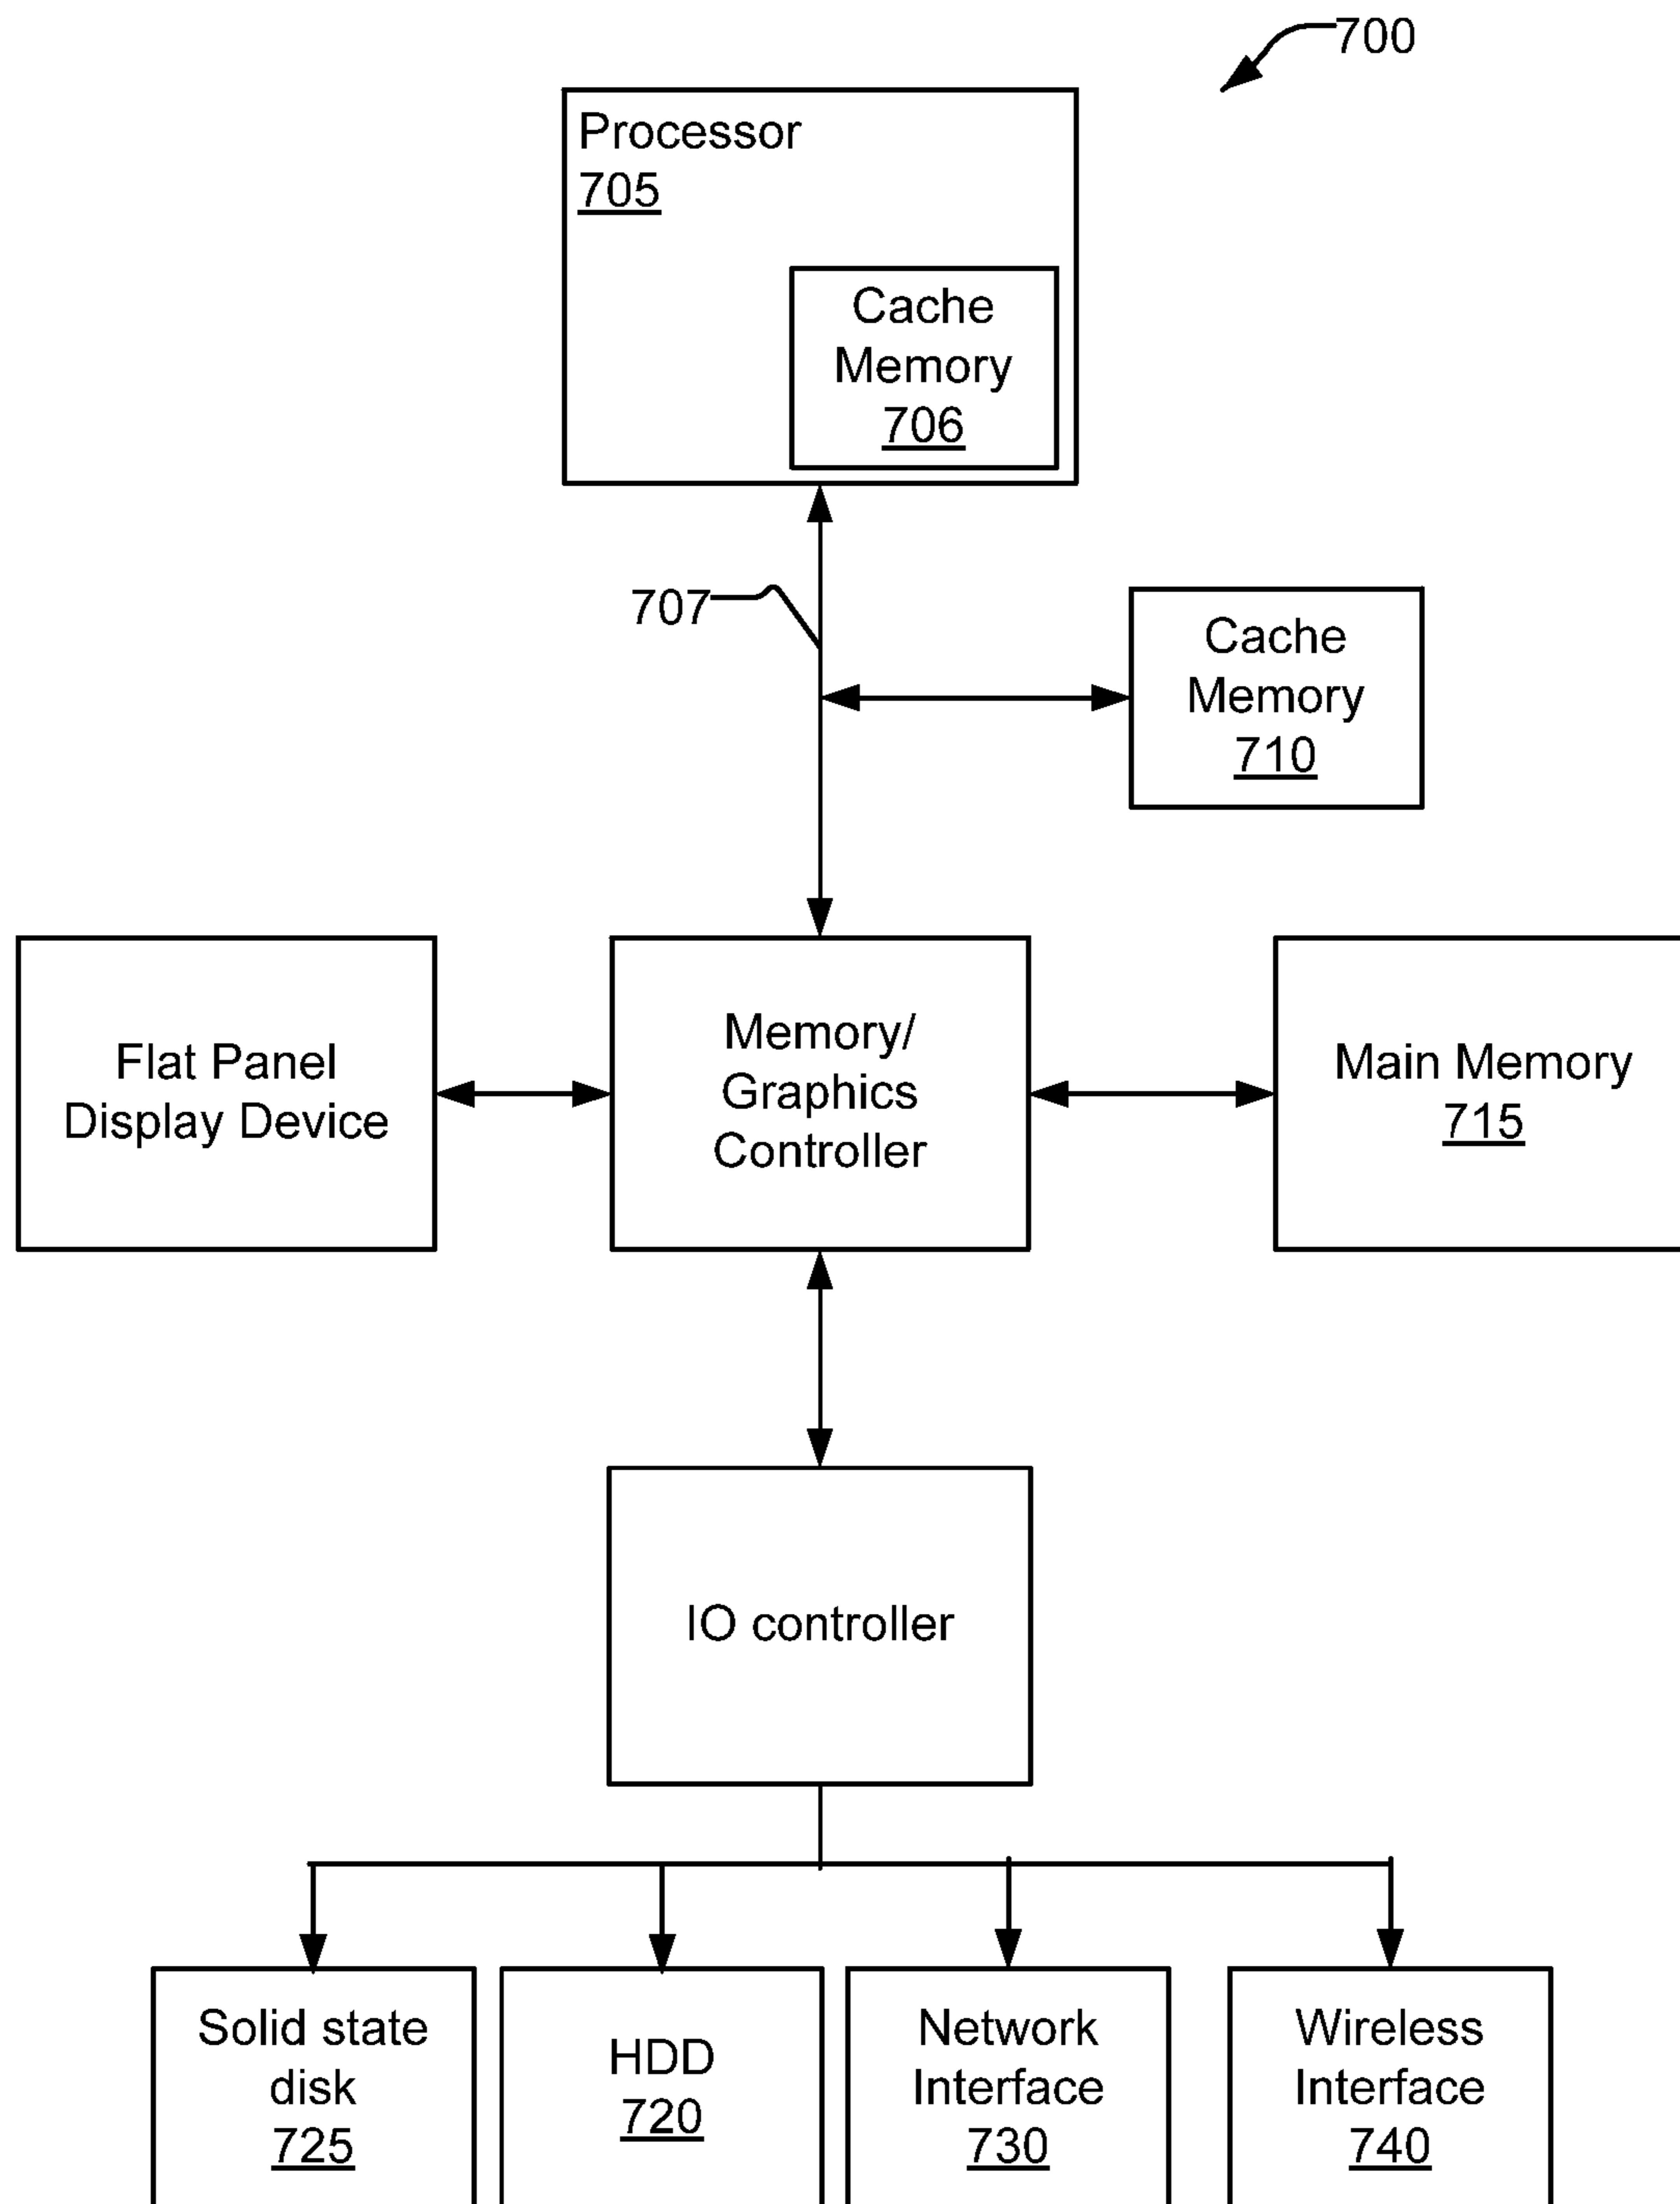 700
Processor
705
Cache
Memory
706
707
Cache
Memory
710
Flat Panel
Display Device
Memory/
Graphics
Controller
Main Memory
715
IO controller
Solid state
disk
725
HDD
720
Network
Interface
730
Wireless
Interface
740